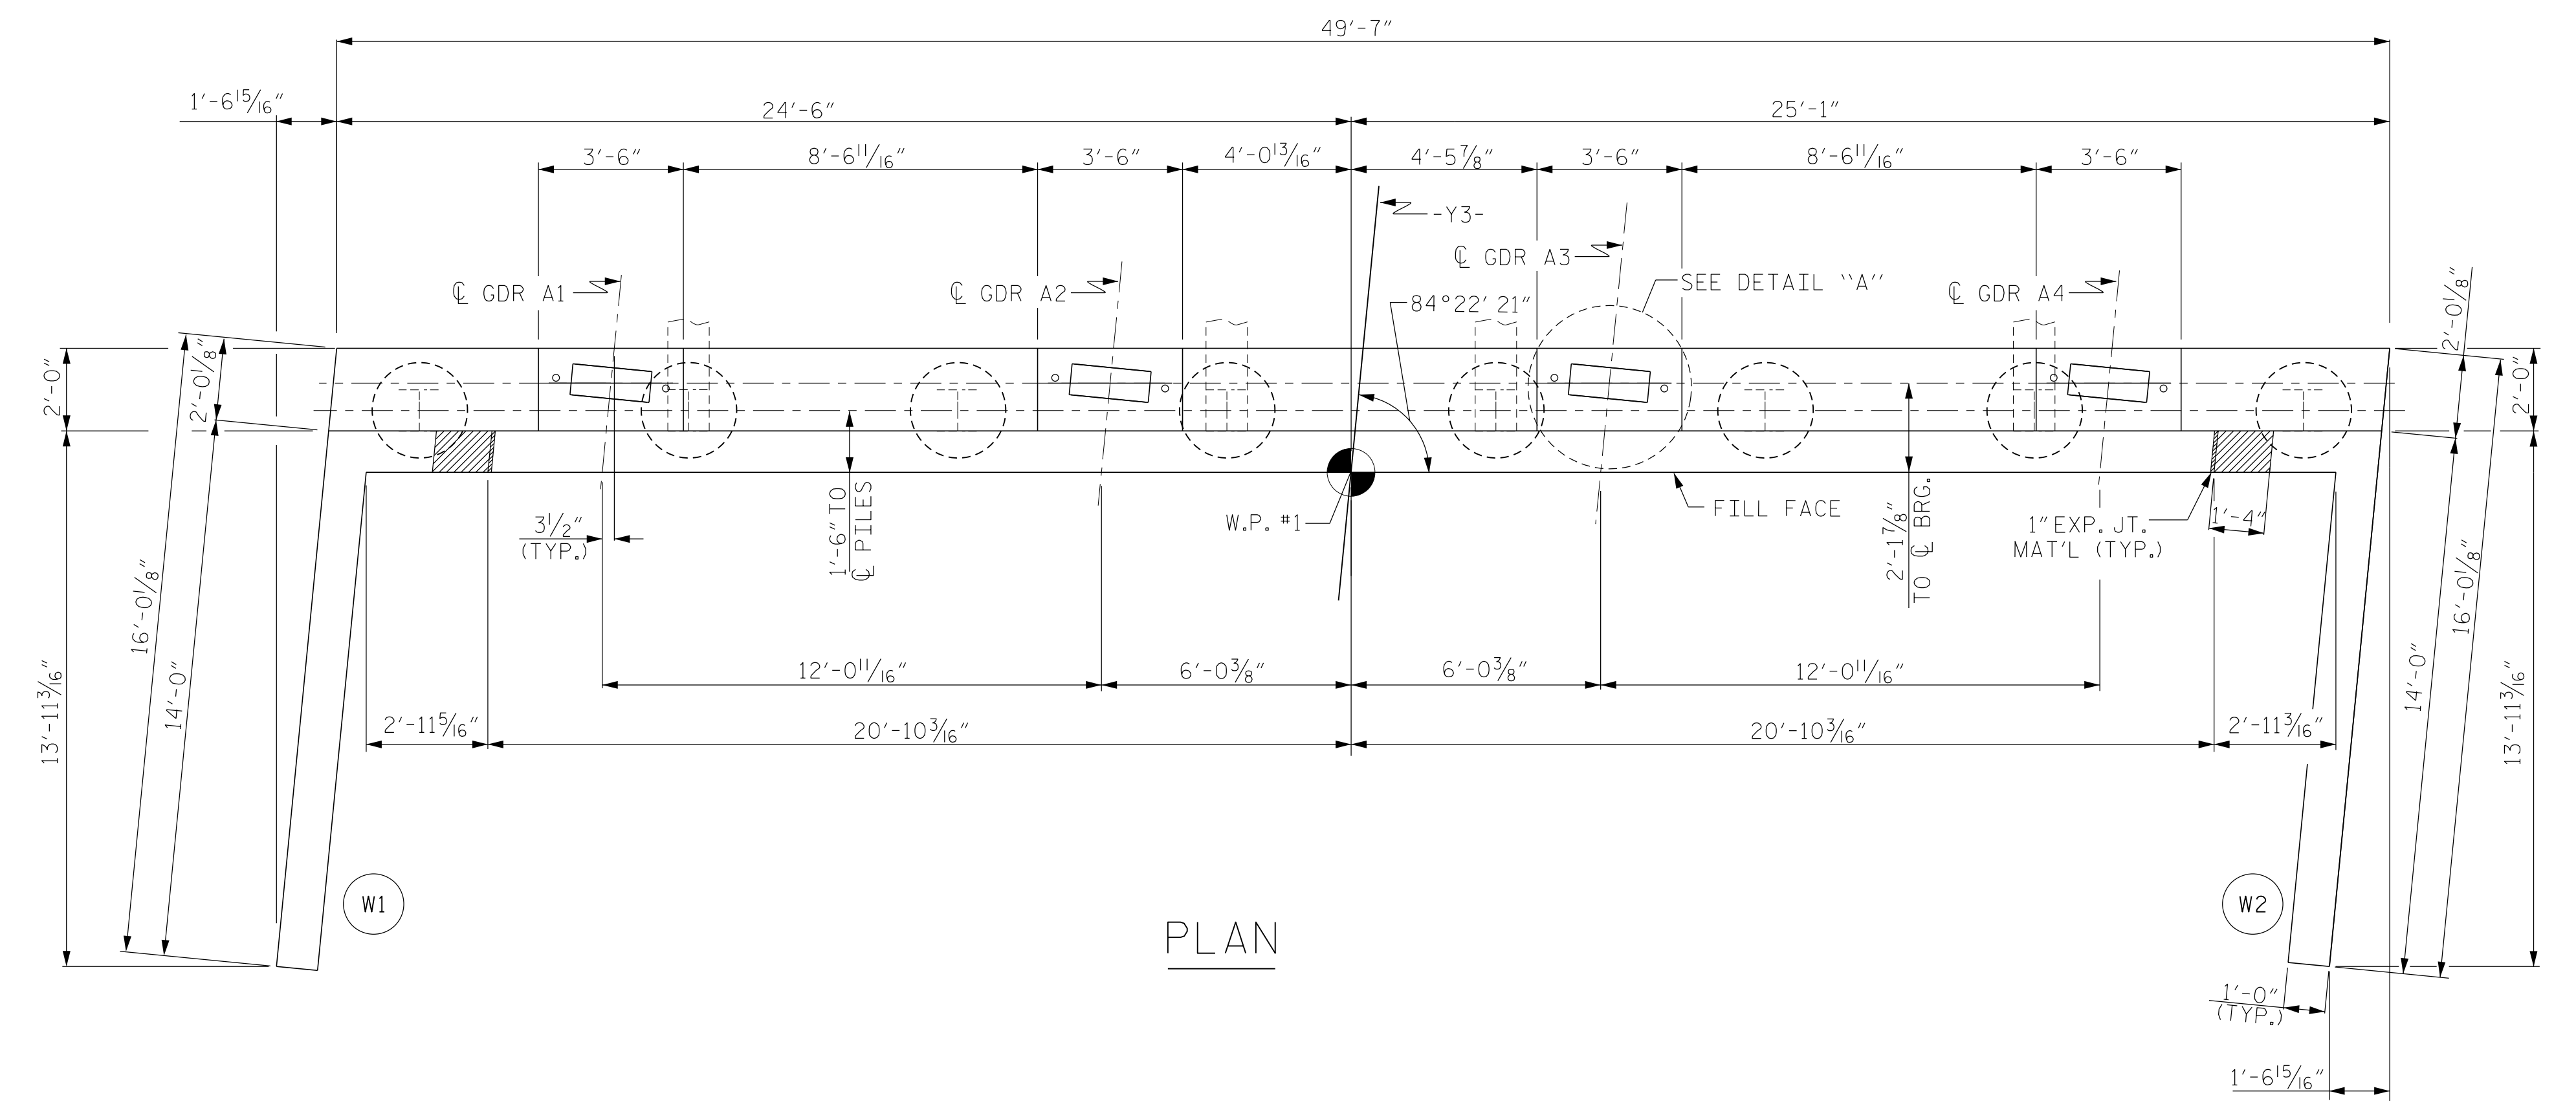 49'-7"
1'-6 15/16"
24'-6"
25'-1"
3'-6"
8'-6 11/16"
3'-6"
4'-0 13/16"
4'-5 7/8"
3'-6"
8'-6 11/16"
3'-6"
-Y3-
℄ GDR A3
SEE DETAIL ‘‘A’’
℄ GDR A1
℄ GDR A2
84°22' 21"
℄ GDR A4
2'-0 1/8"
2'-0"
2'-0 1/8"
2'-0"
W.P. #1
FILL FACE
3 1/2"
(TYP.)
1'-6" TO
℄ PILES
2'-1 7/8"
TO ℄ BRG.
1" EXP. JT.
MAT'L (TYP.)
1'-4"
16'-0 1/8"
14'-0"
13'-11 3/16"
12'-0 11/16"
6'-0 3/8"
6'-0 3/8"
12'-0 11/16"
2'-11 5/16"
20'-10 3/16"
20'-10 3/16"
2'-11 3/16"
14'-0"
16'-0 1/8"
13'-11 3/16"
W1
W2
PLAN
1'-0"
(TYP.)
1'-6 15/16"